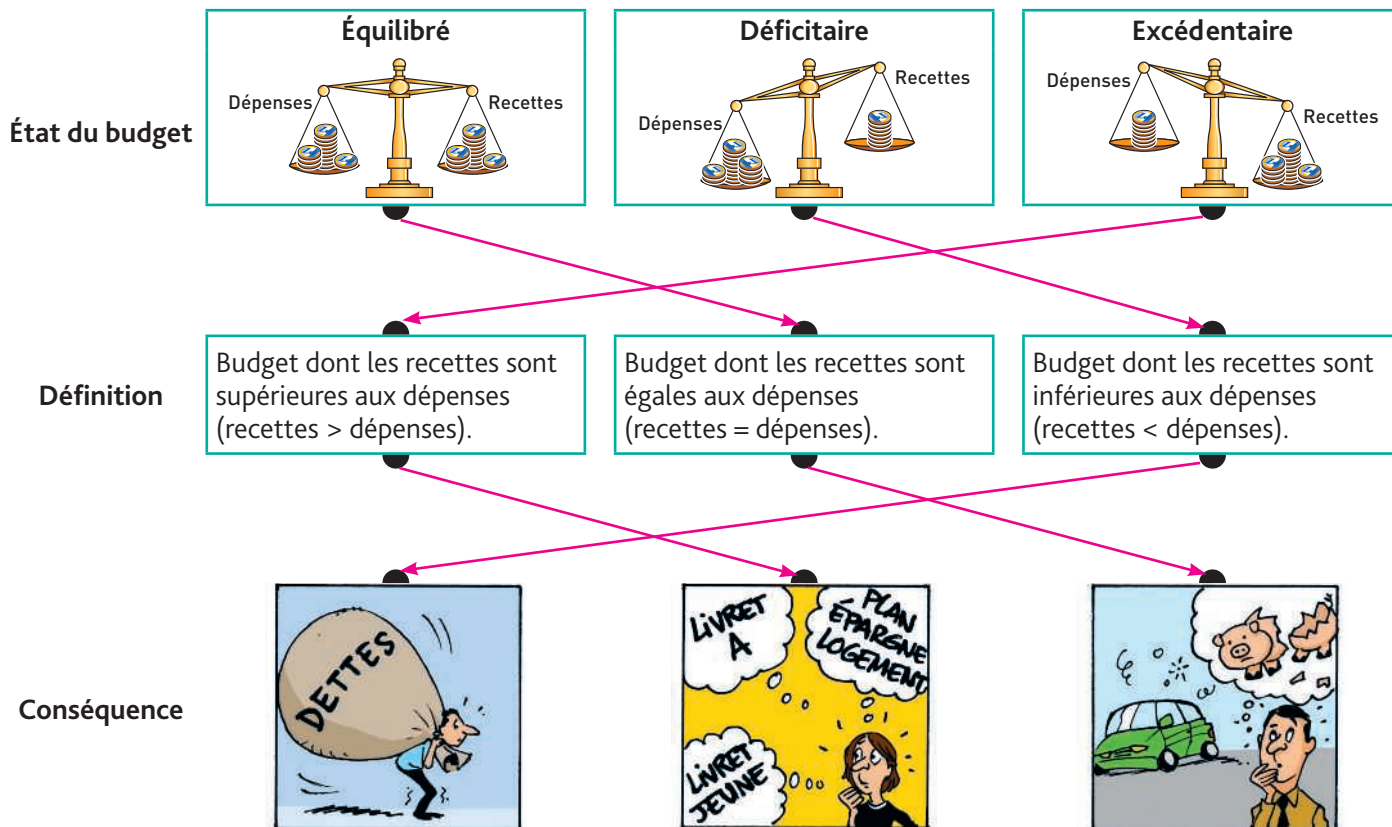 Équilibré
Déficitaire
Excédentaire
État du budget
Dépenses
Recettes
Dépenses
Recettes
Dépenses
Recettes
Définition
Budget dont les recettes sont
supérieures aux dépenses
(recettes > dépenses).
Budget dont les recettes sont
égales aux dépenses
(recettes = dépenses).
Budget dont les recettes sont
inférieures aux dépenses
(recettes < dépenses).
Conséquence
DETTES
LIVRET
A
PLAN
ÉPARGNE
LOGEMENT
LIVRET
JEUNE